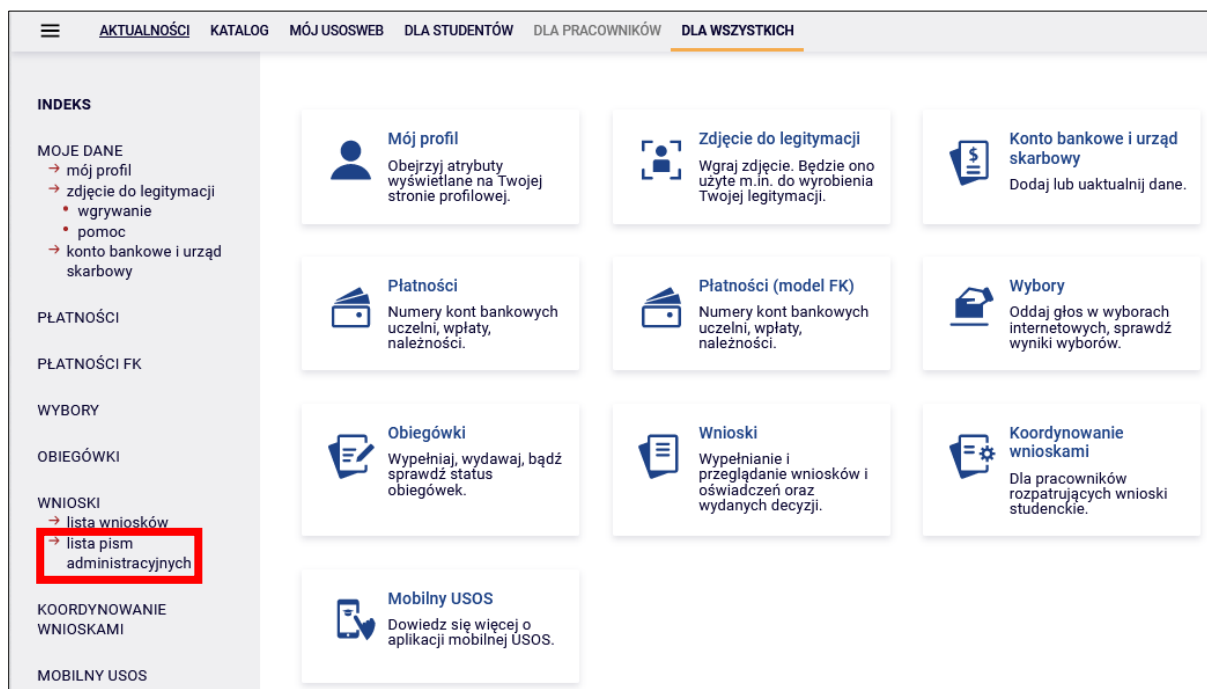 AKTUALNOŚCI KATALOG MÓJ USOSWEB DLA STUDENTÓW DLA PRACOWNIKÓW DLA WSZYSTKICH
INDEKS
MOJE DANE
→ mój profil
→ zdjęcie do legitymacji
• wgrywanie
• pomoc
→ konto bankowe i urząd
skarbowy
PŁATNOŚCI
PŁATNOŚCI FK
WYBORY
OBIEGÓWKI
WNIOSKI
→ lista wniosków
→ lista pism
administracyjnych
KOORDYNOWANIE
WNIOSKAMI
MOBILNY USOS
Mój profil
Obejrzyj atrybuty
wyświetlane na Twojej
stronie profilowej.
Zdjęcie do legitymacji
Wgraj zdjęcie. Będzie ono
użyte m.in. do wyrobienia
Twojej legitymacji.
Konto bankowe i urząd
skarbowy
Dodaj lub uaktualnij dane.
Płatności
Numery kont bankowych
uczelni, wpłaty,
należności.
Płatności (model FK)
Numery kont bankowych
uczelni, wpłaty,
należności.
Wybory
Oddaj głos w wyborach
internetowych, sprawdź
wyniki wyborów.
Obiegówki
Wypełniaj, wydawaj, bądź
sprawdź status
obiegówek.
Wnioski
Wypełnianie i
przeglądanie wniosków i
oświadczeń oraz
wydanych decyzji.
Koordynowanie
wnioskami
Dla pracowników
rozpatrujących wnioski
studenckie.
Mobilny USOS
Dowiedz się więcej o
aplikacji mobilnej USOS.